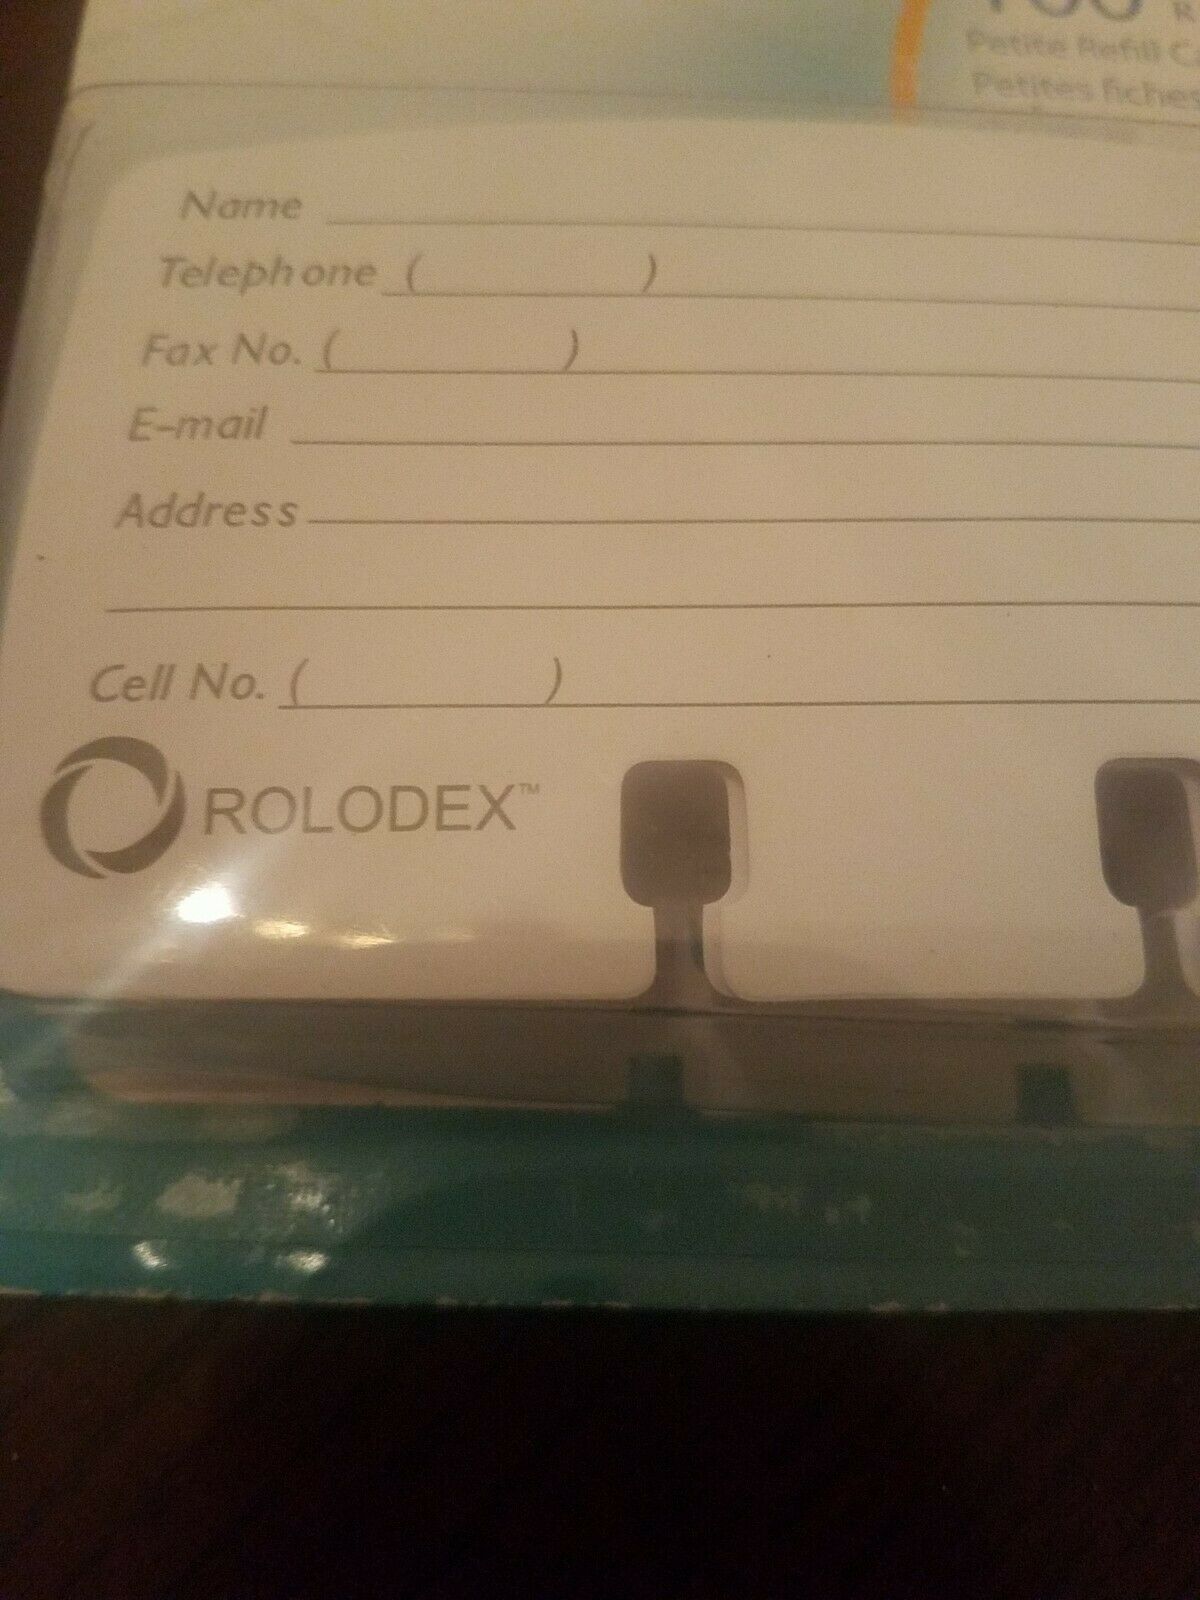 Petite Refill
Petites fiches
Name
Telephone ( )
Fax No. ( )
E-mail
Address
Cell No. ( )
ROLODEX™